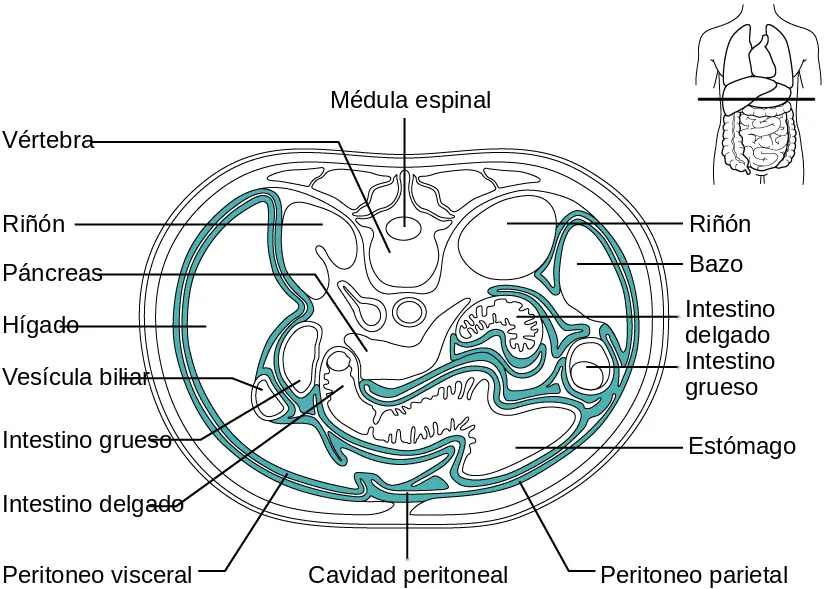 Médula espinal
Vértebra
Riñón
Páncreas
Hígado
Vesícula biliar
Intestino grueso
Intestino delgado
Peritoneo visceral
Cavidad peritoneal
Peritoneo parietal
Riñón
Bazo
Intestino
delgado
Intestino
grueso
Estómago